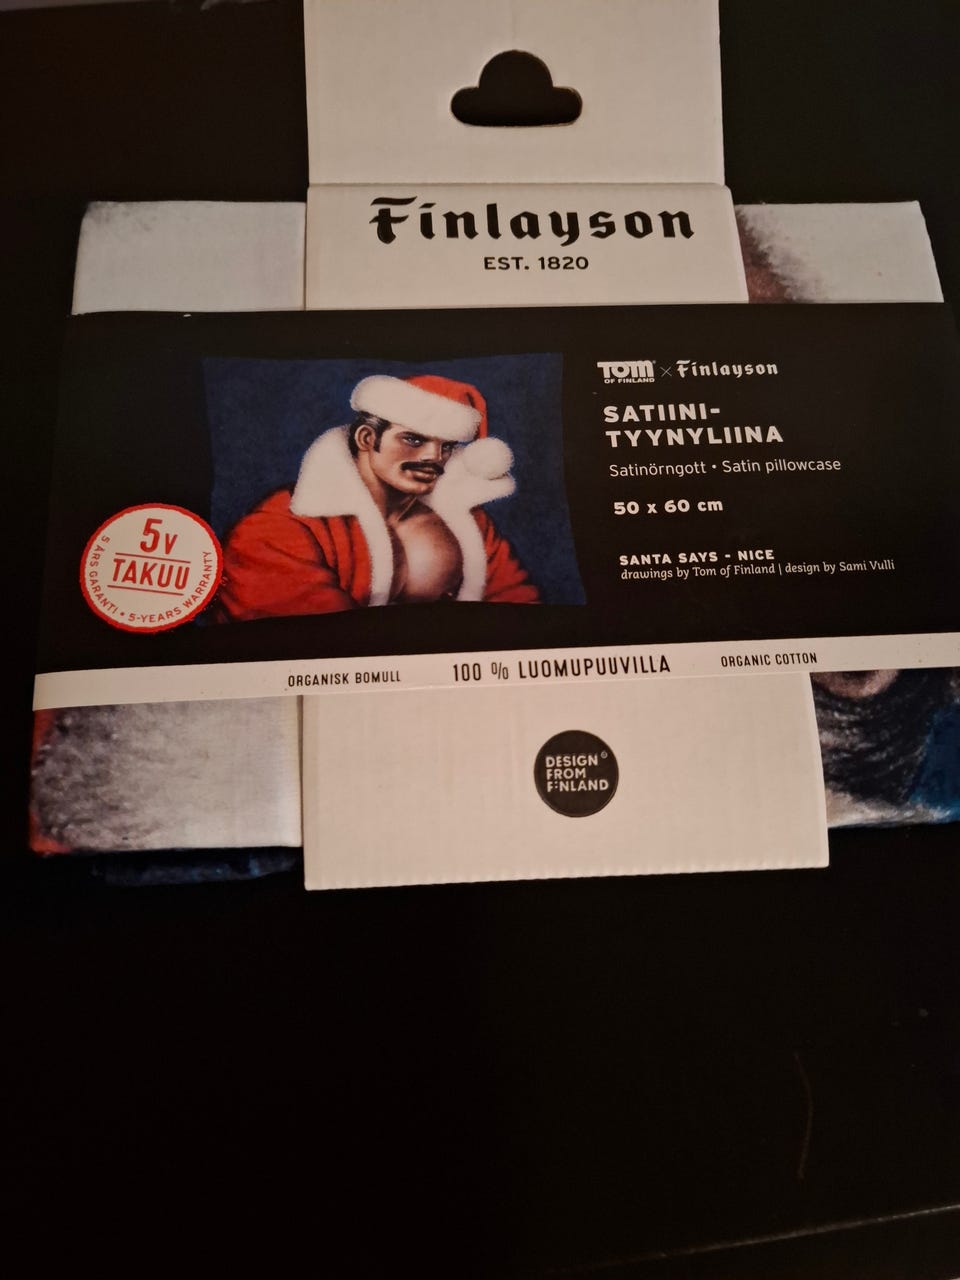 Finlayson
EST. 1820
TOM OF FINLAND × Finlayson
SATIINI-
TYYNYLIINA
Satinörngott • Satin pillowcase
50 x 60 cm
SANTA SAYS - NICE
drawings by Tom of Finland | design by Sami Vulli
5v
TAKUU
5 ÅRS GARANTI • 5-YEARS WARRANTY
ORGANISK BOMULL 100 % LUOMUPUUVILLA ORGANIC COTTON
DESIGN
FROM
FINLAND